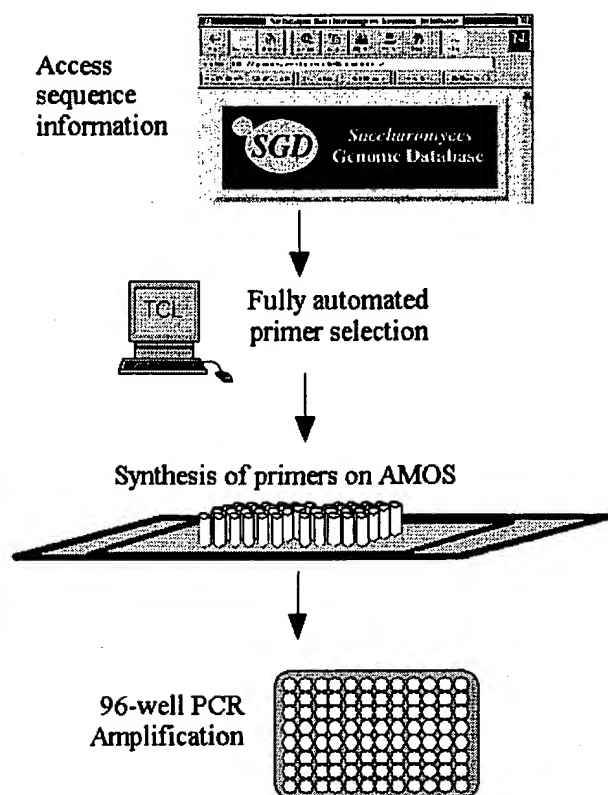 Access
sequence
information
SGD
Saccharomyces
Genome Database
TCL
Fully automated
primer selection
Synthesis of primers on AMOS
96-well PCR
Amplification